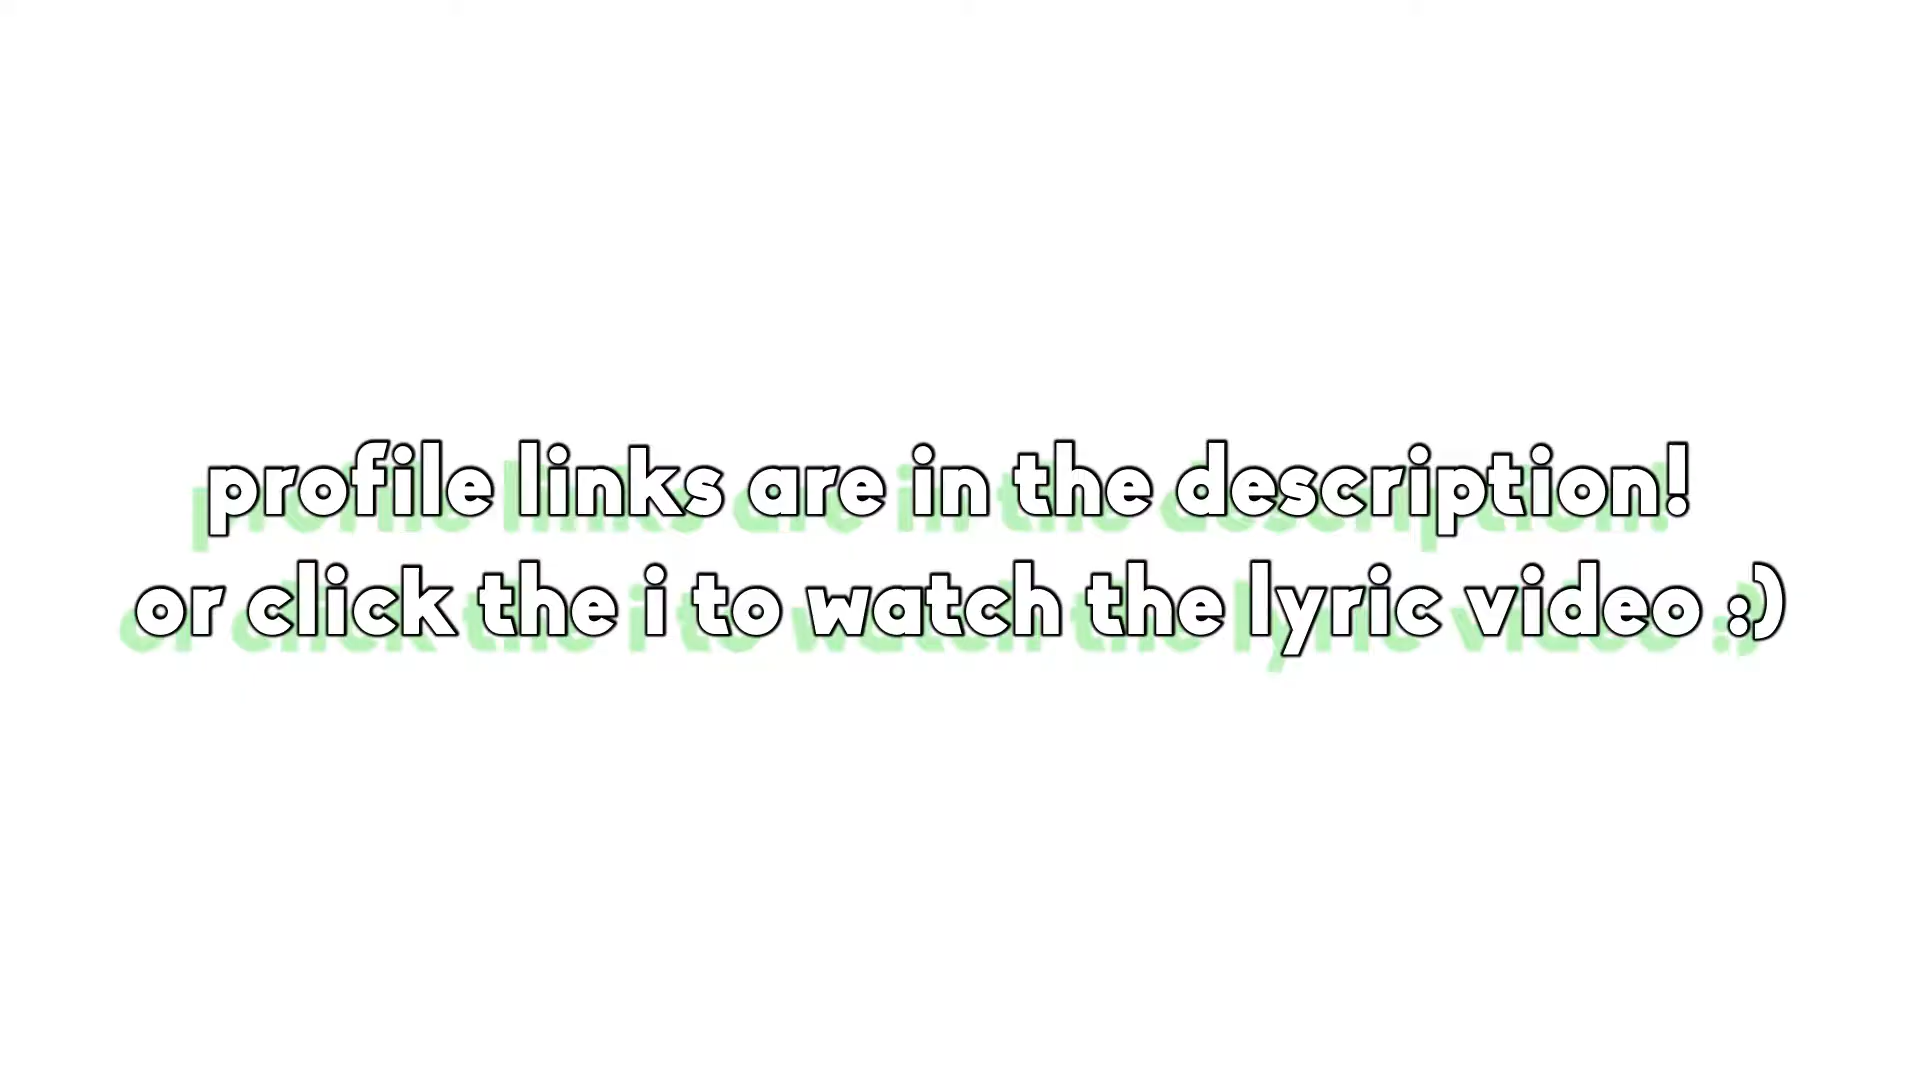 profile links are in the description!
or click the i to watch the lyric video :)